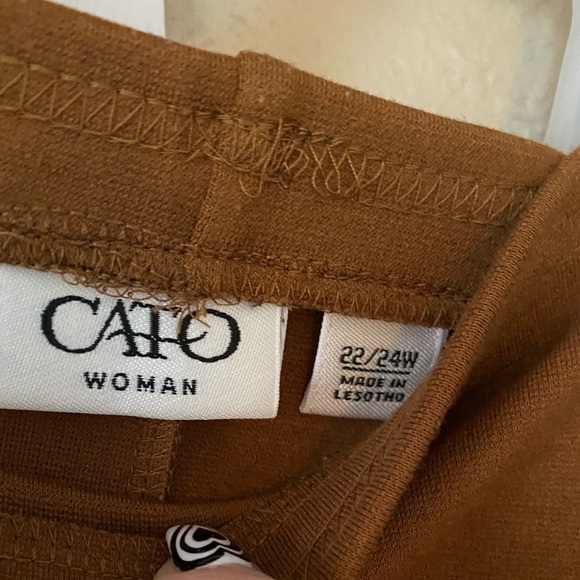 CATO
WOMAN
22/24W
MADE IN
LESOTHO